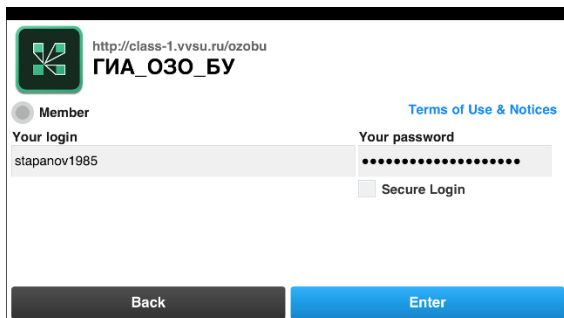 http://class-1.vvsu.ru/ozobu
ГИА_ОЗО_БУ
Member
Terms of Use & Notices
Your login
Your password
stapanov1985
••••••••••••••••••••
Secure Login
Back
Enter